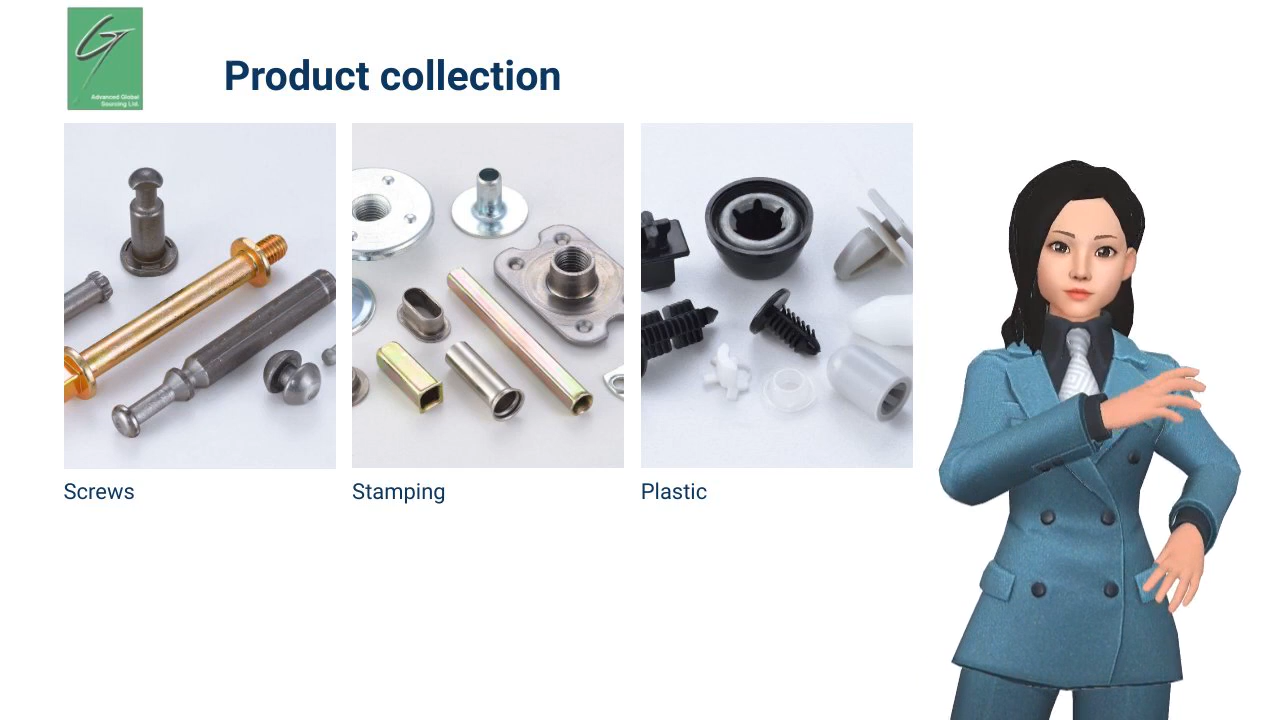 Advanced Global
Sourcing Ltd.
Product collection
Screws
Stamping
Plastic